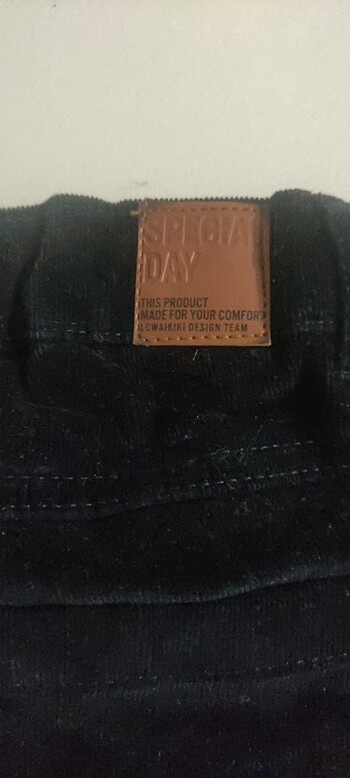 SPECIAL
DAY
THIS PRODUCT
MADE FOR YOUR COMFORT
LCWAIKIKI DESIGN TEAM